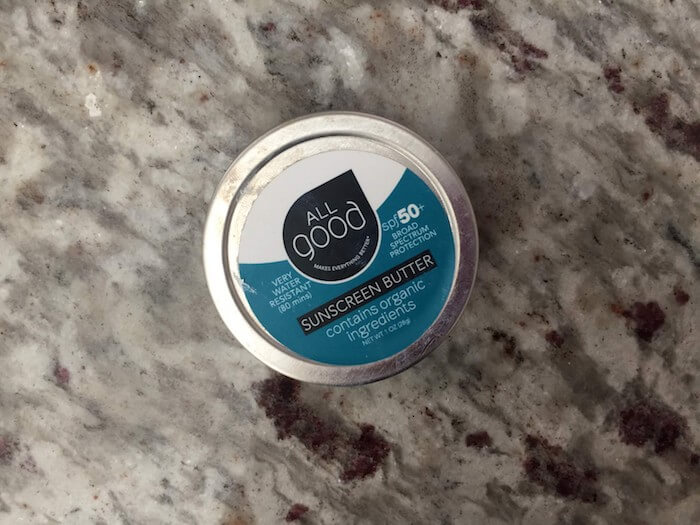 ALL
good
MAKES EVERYTHING BETTER
spf50+
BROAD
SPECTRUM
PROTECTION
VERY
WATER
RESISTANT
(80 mins)
SUNSCREEN BUTTER
contains organic
ingredients
NET WT 1 OZ (28g)